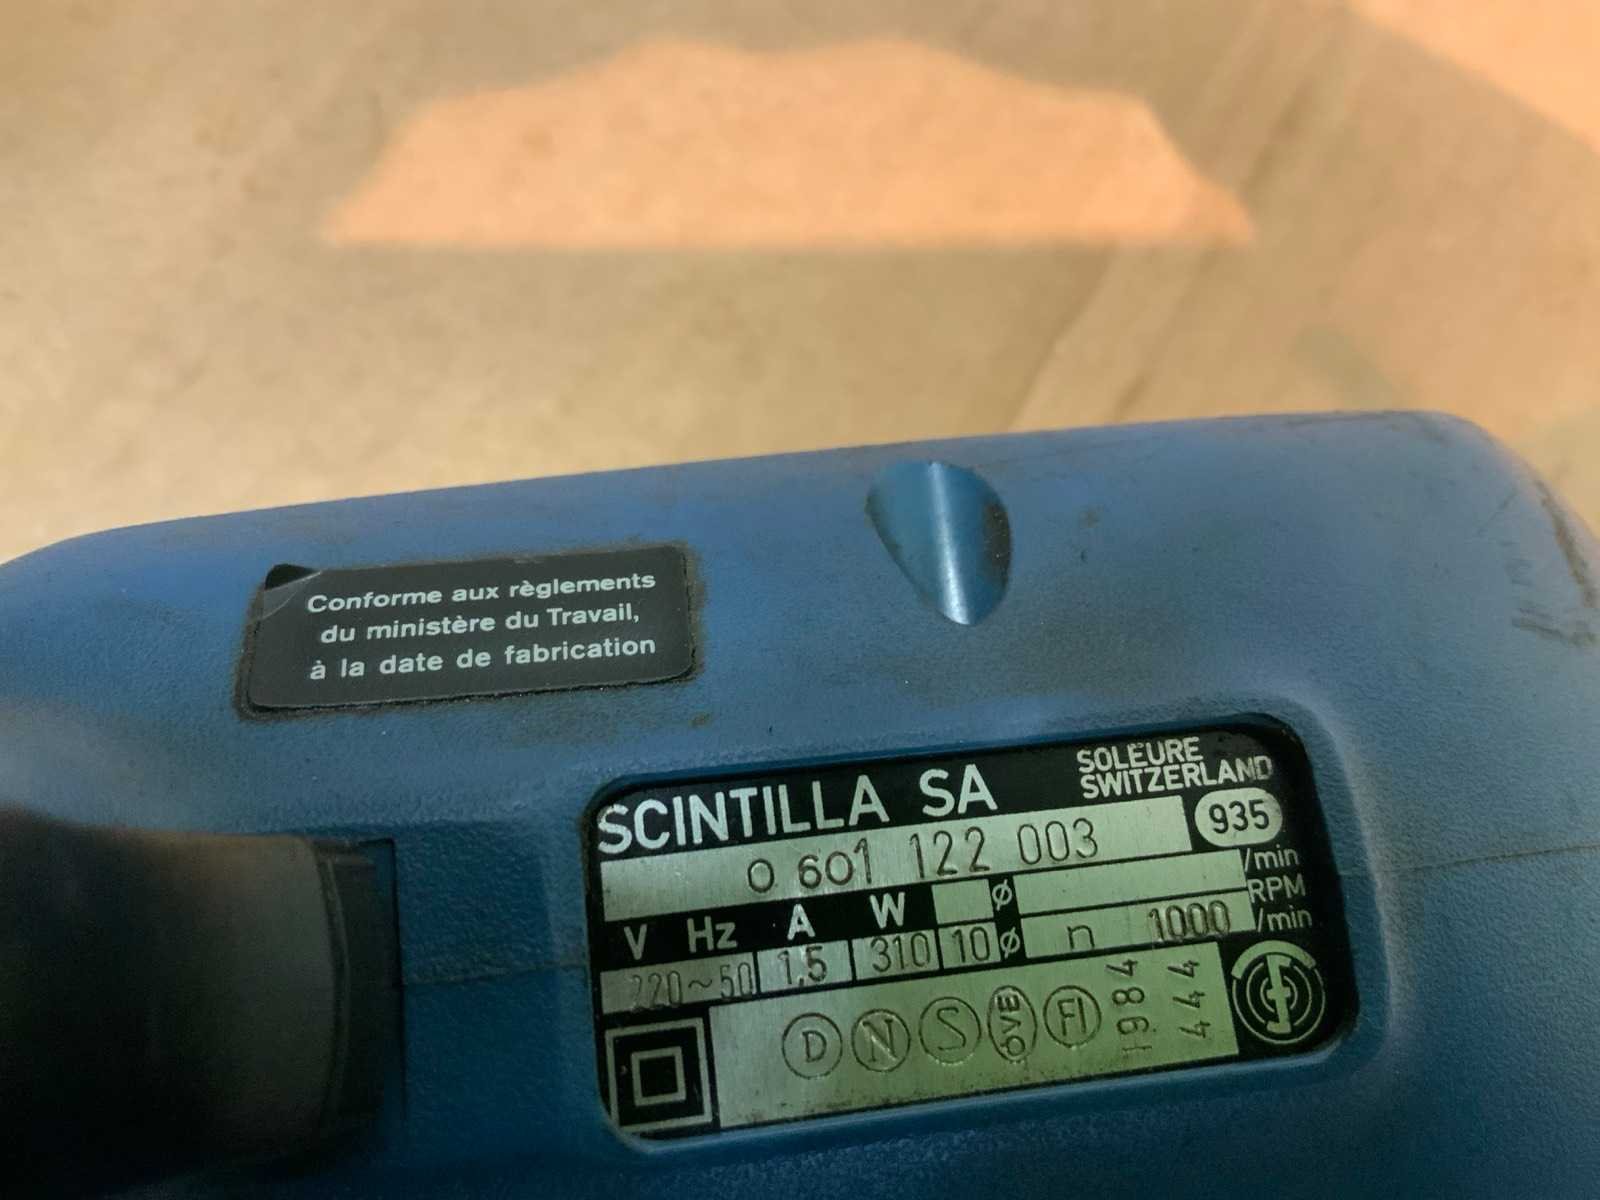 Conforme aux règlements
du ministère du Travail,
à la date de fabrication
SCINTILLA SA
SOLEURE
SWITZERLAND
935
0 601 122 003
V Hz A W ø /min
RPM
220~50 1,5 310 10 ø n 1000 /min
D N S ÖVE FI 1984 444